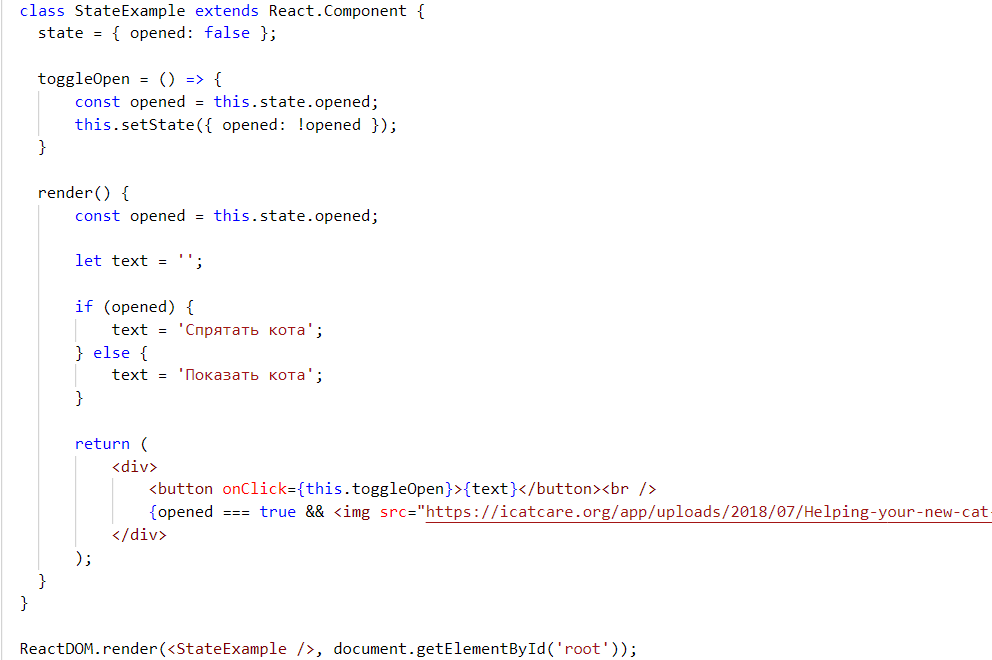 class StateExample extends React.Component {
state = { opened: false };
toggleOpen = () => {
const opened = this.state.opened;
this.setState({ opened: !opened });
}
render() {
const opened = this.state.opened;
let text = '';
if (opened) {
text = 'Спрятать кота';
} else {
text = 'Показать кота';
}
return (
<div>
<button onClick={this.toggleOpen}>{text}</button><br />
{opened === true && <img src="https://icatcare.org/app/uploads/2018/07/Helping-your-new-cat-
</div>
);
}
}
ReactDOM.render(<StateExample />, document.getElementById('root'));